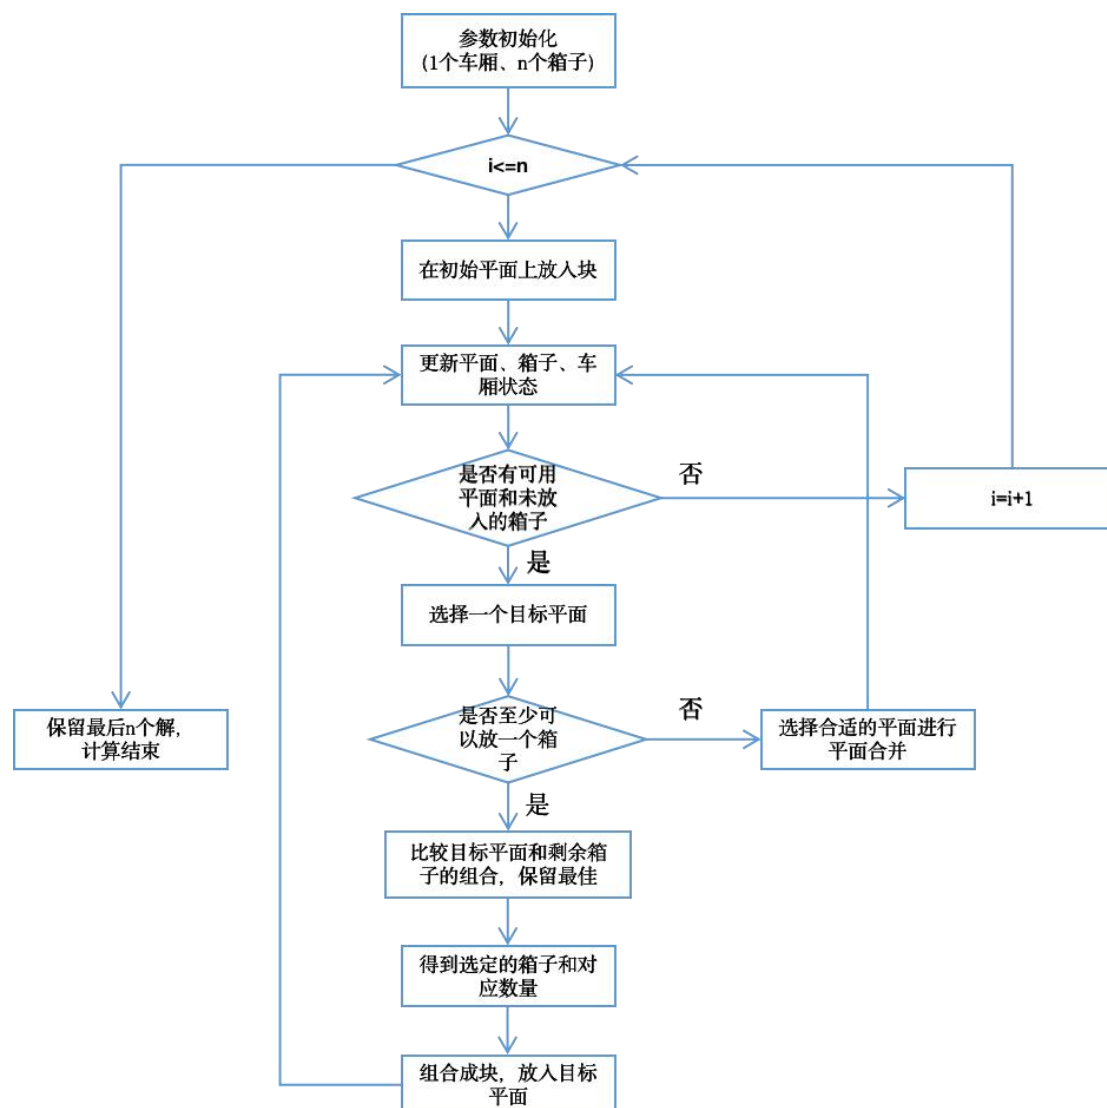 参数初始化
(1个车厢、n个箱子)
i<=n
在初始平面上放入块
更新平面、箱子、车
厢状态
是否有可用
平面和未放
入的箱子
否
i=i+1
是
选择一个目标平面
是否至少可
以放一个箱
子
否
选择合适的平面进行
平面合并
保留最后n个解,
计算结束
是
比较目标平面和剩余箱
子的组合，保留最佳
得到选定的箱子和对
应数量
组合成块，放入目标
平面